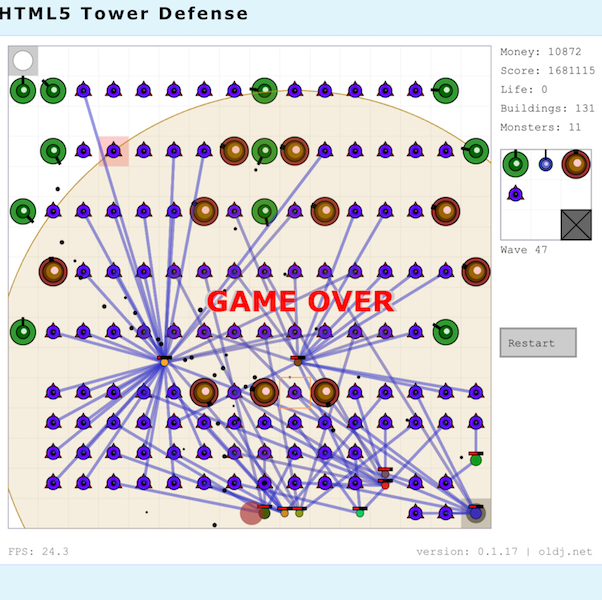 HTML5 Tower Defense
Money: 10872
Score: 1681115
Life: 0
Buildings: 131
Monsters: 11
Wave 47
GAME OVER
Restart
FPS: 24.3
version: 0.1.17 | oldj.net